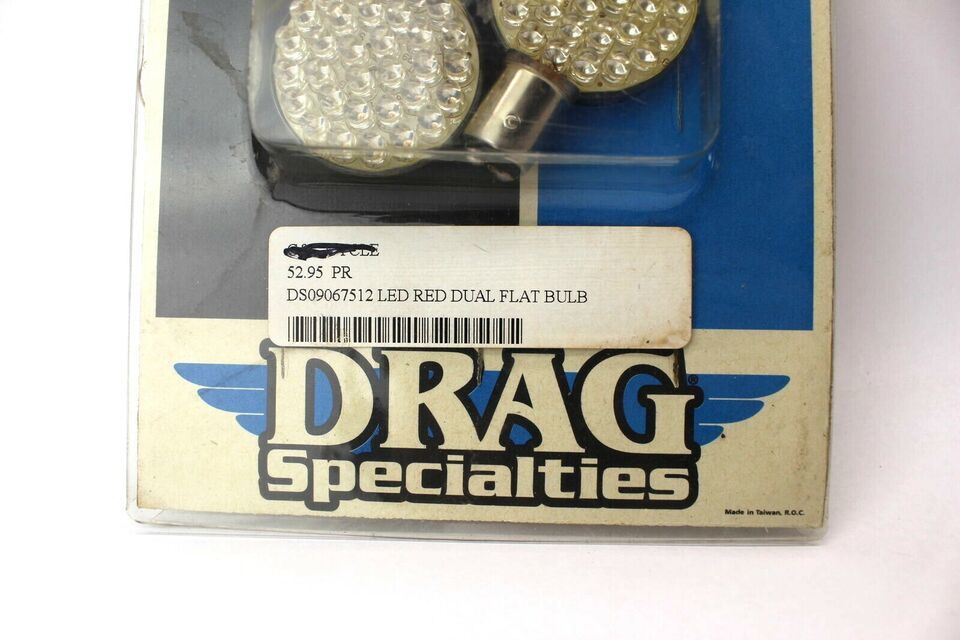 52.95 PR
DS09067512 LED RED DUAL FLAT BULB
DRAG®
Specialties
Made in Taiwan, R.O.C.